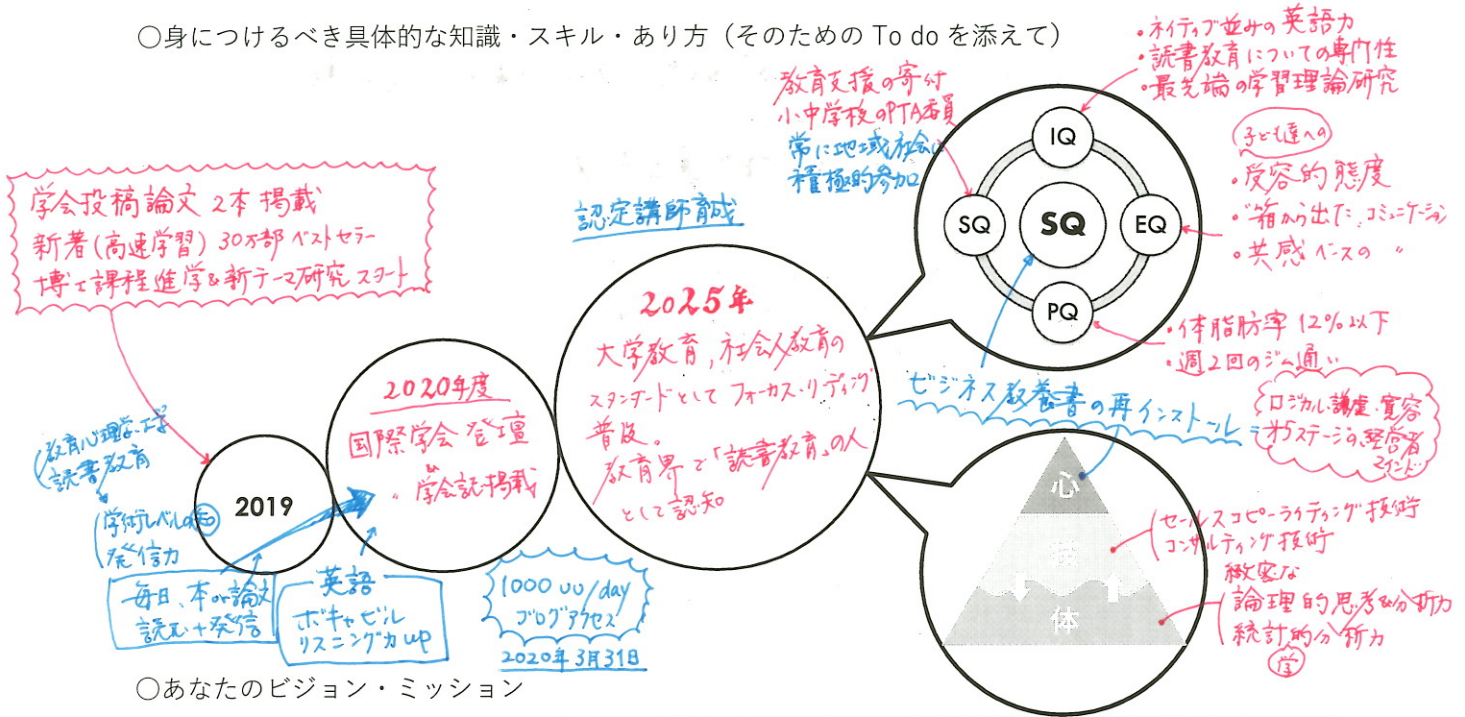 ○身につけるべき具体的な知識・スキル・あり方（そのための To do を添えて）
・ネイティブ並みの英語力
・読書教育についての専門性
・最先端の学習理論研究
教育支援の寄付
小中学校のPTA委員
常に地域社会に
積極的参加
IQ
SQ
SQ
EQ
PQ
子ども達への
・受容的態度
・"箱から出た"コミュニケーション
・共感ベースの 〃
・体脂肪率 12%以下
・週2回のジム通い
学会投稿論文 2本掲載
新著(高速学習) 30万部 ベストセラー
博士課程進学&新テーマ研究スタート
認定講師育成
2025年
大学教育, 社会人教育の
スタンダードとして フォーカス・リーディング
普及。
教育界で「読書教育」の人
として認知
2020年度
国際学会 登壇
&
〃 学会誌掲載
2019
教育心理学・工学
読書教育
学術レベルの
発信力
毎日、本or論文
読む+発信
英語
ボキャビル
リスニング力up
1000 UU/day
ブログアクセス
2020年3月31日
ビジネス教養書の再インストール
ロジカル・謙虚・寛容
オラステージの、経営者
マインド
心
技
体
セールスコピーライティング技術
コンサルティング技術
緻密な
論理的思考&分析力
統計的分析力
学
○あなたのビジョン・ミッション